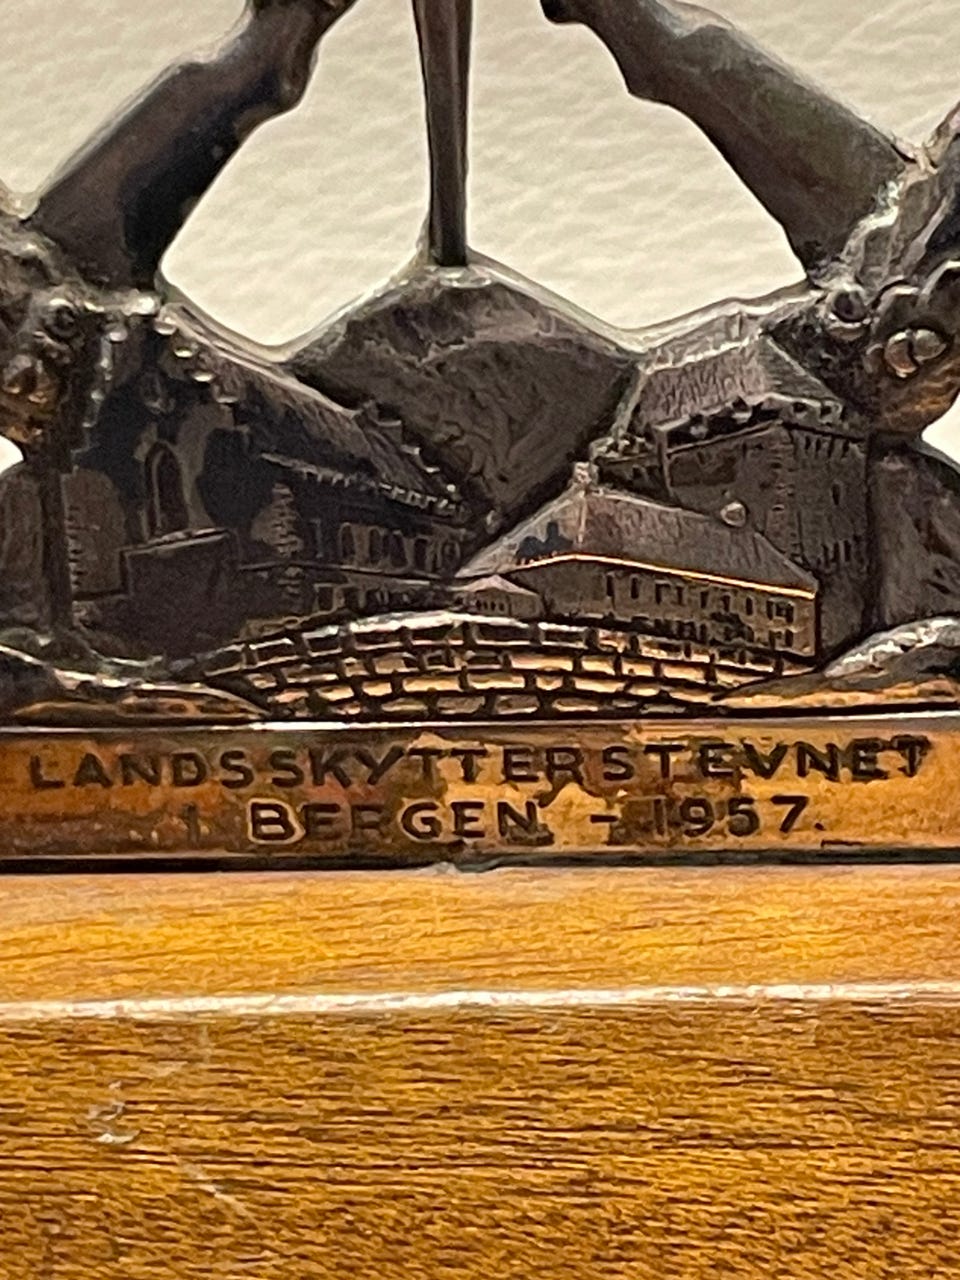 LANDSSKYTTERSTEVNET
I BERGEN - 1957.